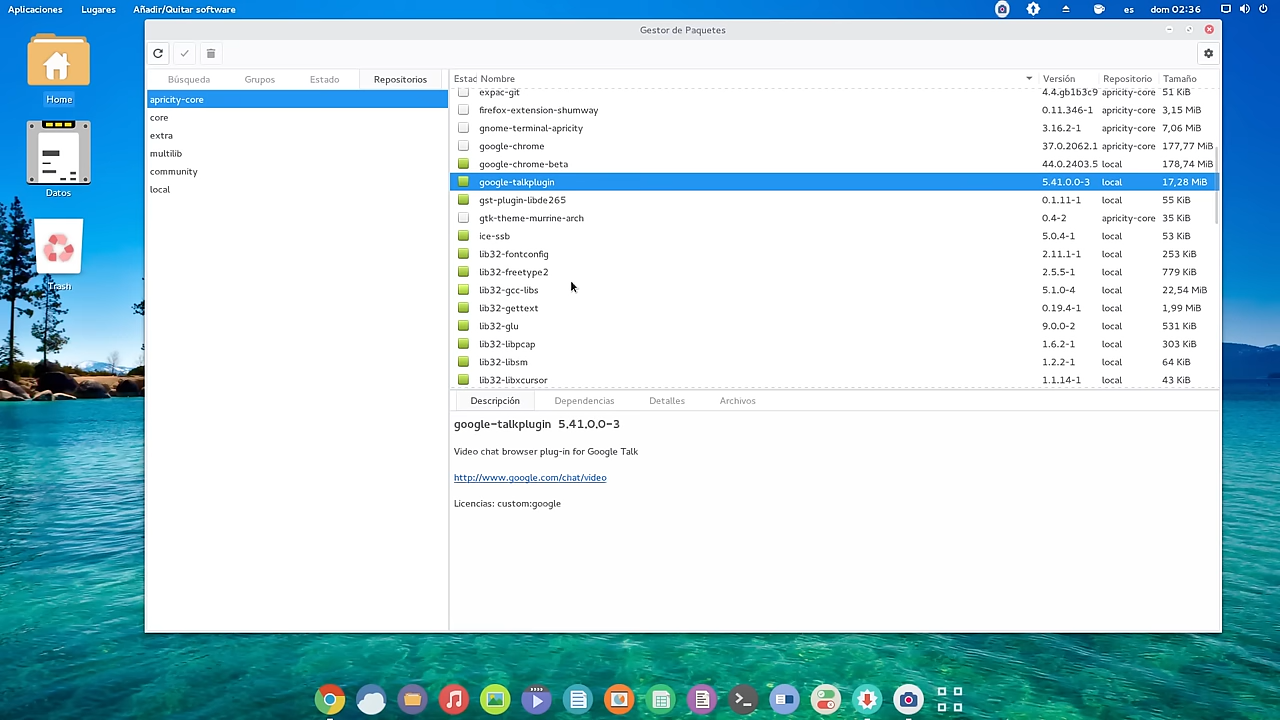 Aplicaciones Lugares Añadir/Quitar software es dom 02:36
Gestor de Paquetes
Home
Datos
Trash
Búsqueda Grupos Estado Repositorios
apricity-core
core
extra
multilib
community
local
Estad Nombre Versión Repositorio Tamaño
expac-git 4.4.gb1b3c9 apricity-core 51 KiB
firefox-extension-shumway 0.11.346-1 apricity-core 3,15 MiB
gnome-terminal-apricity 3.16.2-1 apricity-core 7,06 MiB
google-chrome 37.0.2062.1 apricity-core 177,77 MiB
google-chrome-beta 44.0.2403.5 local 178,74 MiB
google-talkplugin 5.41.0.0-3 local 17,28 MiB
gst-plugin-libde265 0.1.11-1 local 55 KiB
gtk-theme-murrine-arch 0.4-2 apricity-core 35 KiB
ice-ssb 5.0.4-1 local 53 KiB
lib32-fontconfig 2.11.1-1 local 253 KiB
lib32-freetype2 2.5.5-1 local 779 KiB
lib32-gcc-libs 5.1.0-4 local 22,54 MiB
lib32-gettext 0.19.4-1 local 1,99 MiB
lib32-glu 9.0.0-2 local 531 KiB
lib32-libpcap 1.6.2-1 local 303 KiB
lib32-libsm 1.2.2-1 local 64 KiB
lib32-libxcursor 1.1.14-1 local 43 KiB
Descripción Dependencias Detalles Archivos
google-talkplugin 5.41.0.0-3
Video chat browser plug-in for Google Talk
http://www.google.com/chat/video
Licencias: custom:google